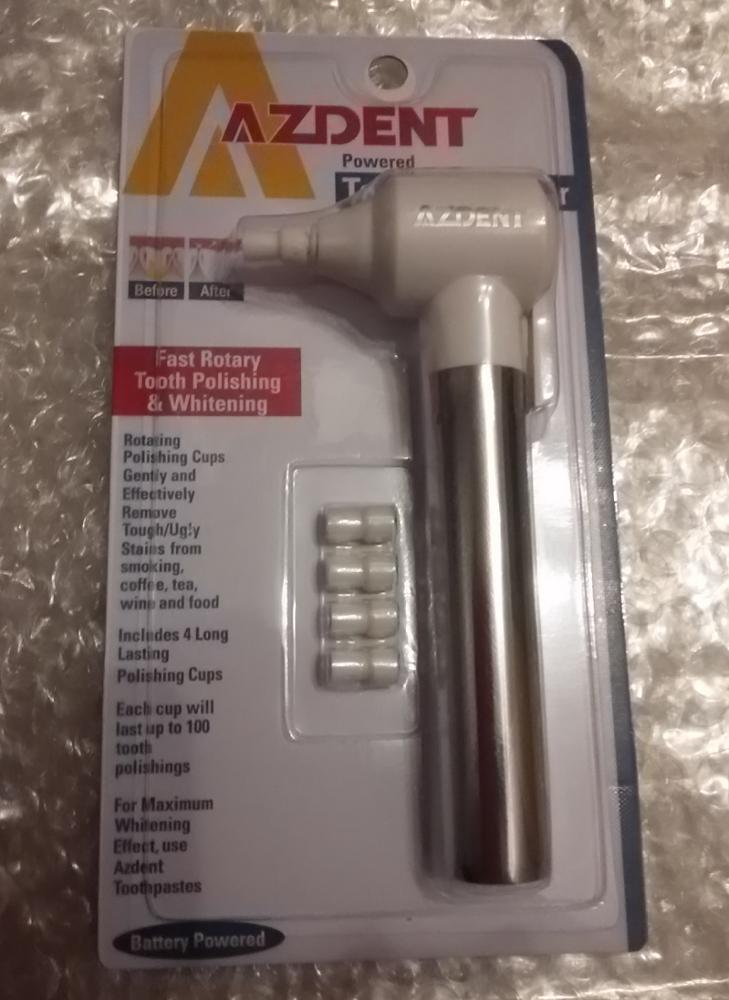 AZDENT
Powered
AZDENT
Before After
Fast Rotary
Tooth Polishing
& Whitening
Rotating
Polishing Cups
Gently and
Effectively
Remove
Tough/Ugly
Stains from
smoking,
coffee, tea,
wine and food
Includes 4 Long
Lasting
Polishing Cups
Each cup will
last up to 100
tooth
polishings
For Maximum
Whitening
Effect, use
Azdent
Toothpastes
Battery Powered